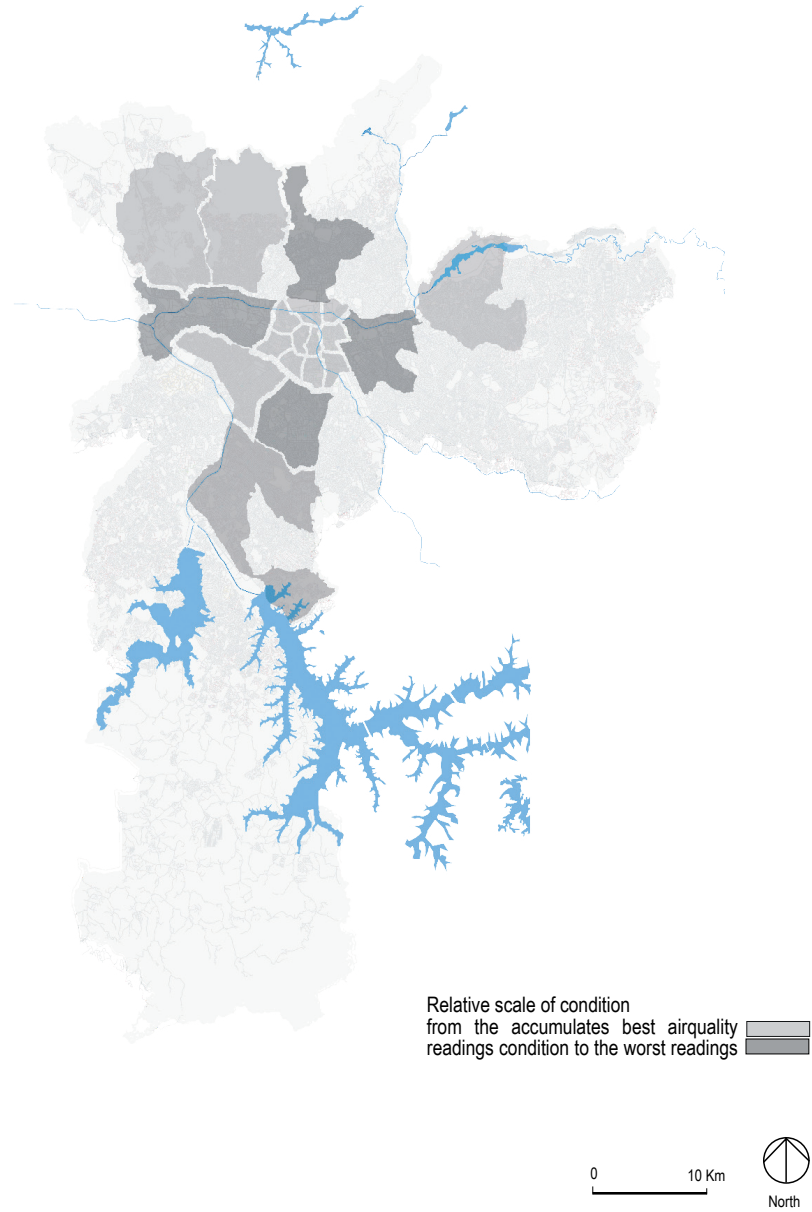 Relative scale of condition
from the accumulates best airquality
readings condition to the worst readings
0 10 Km
North